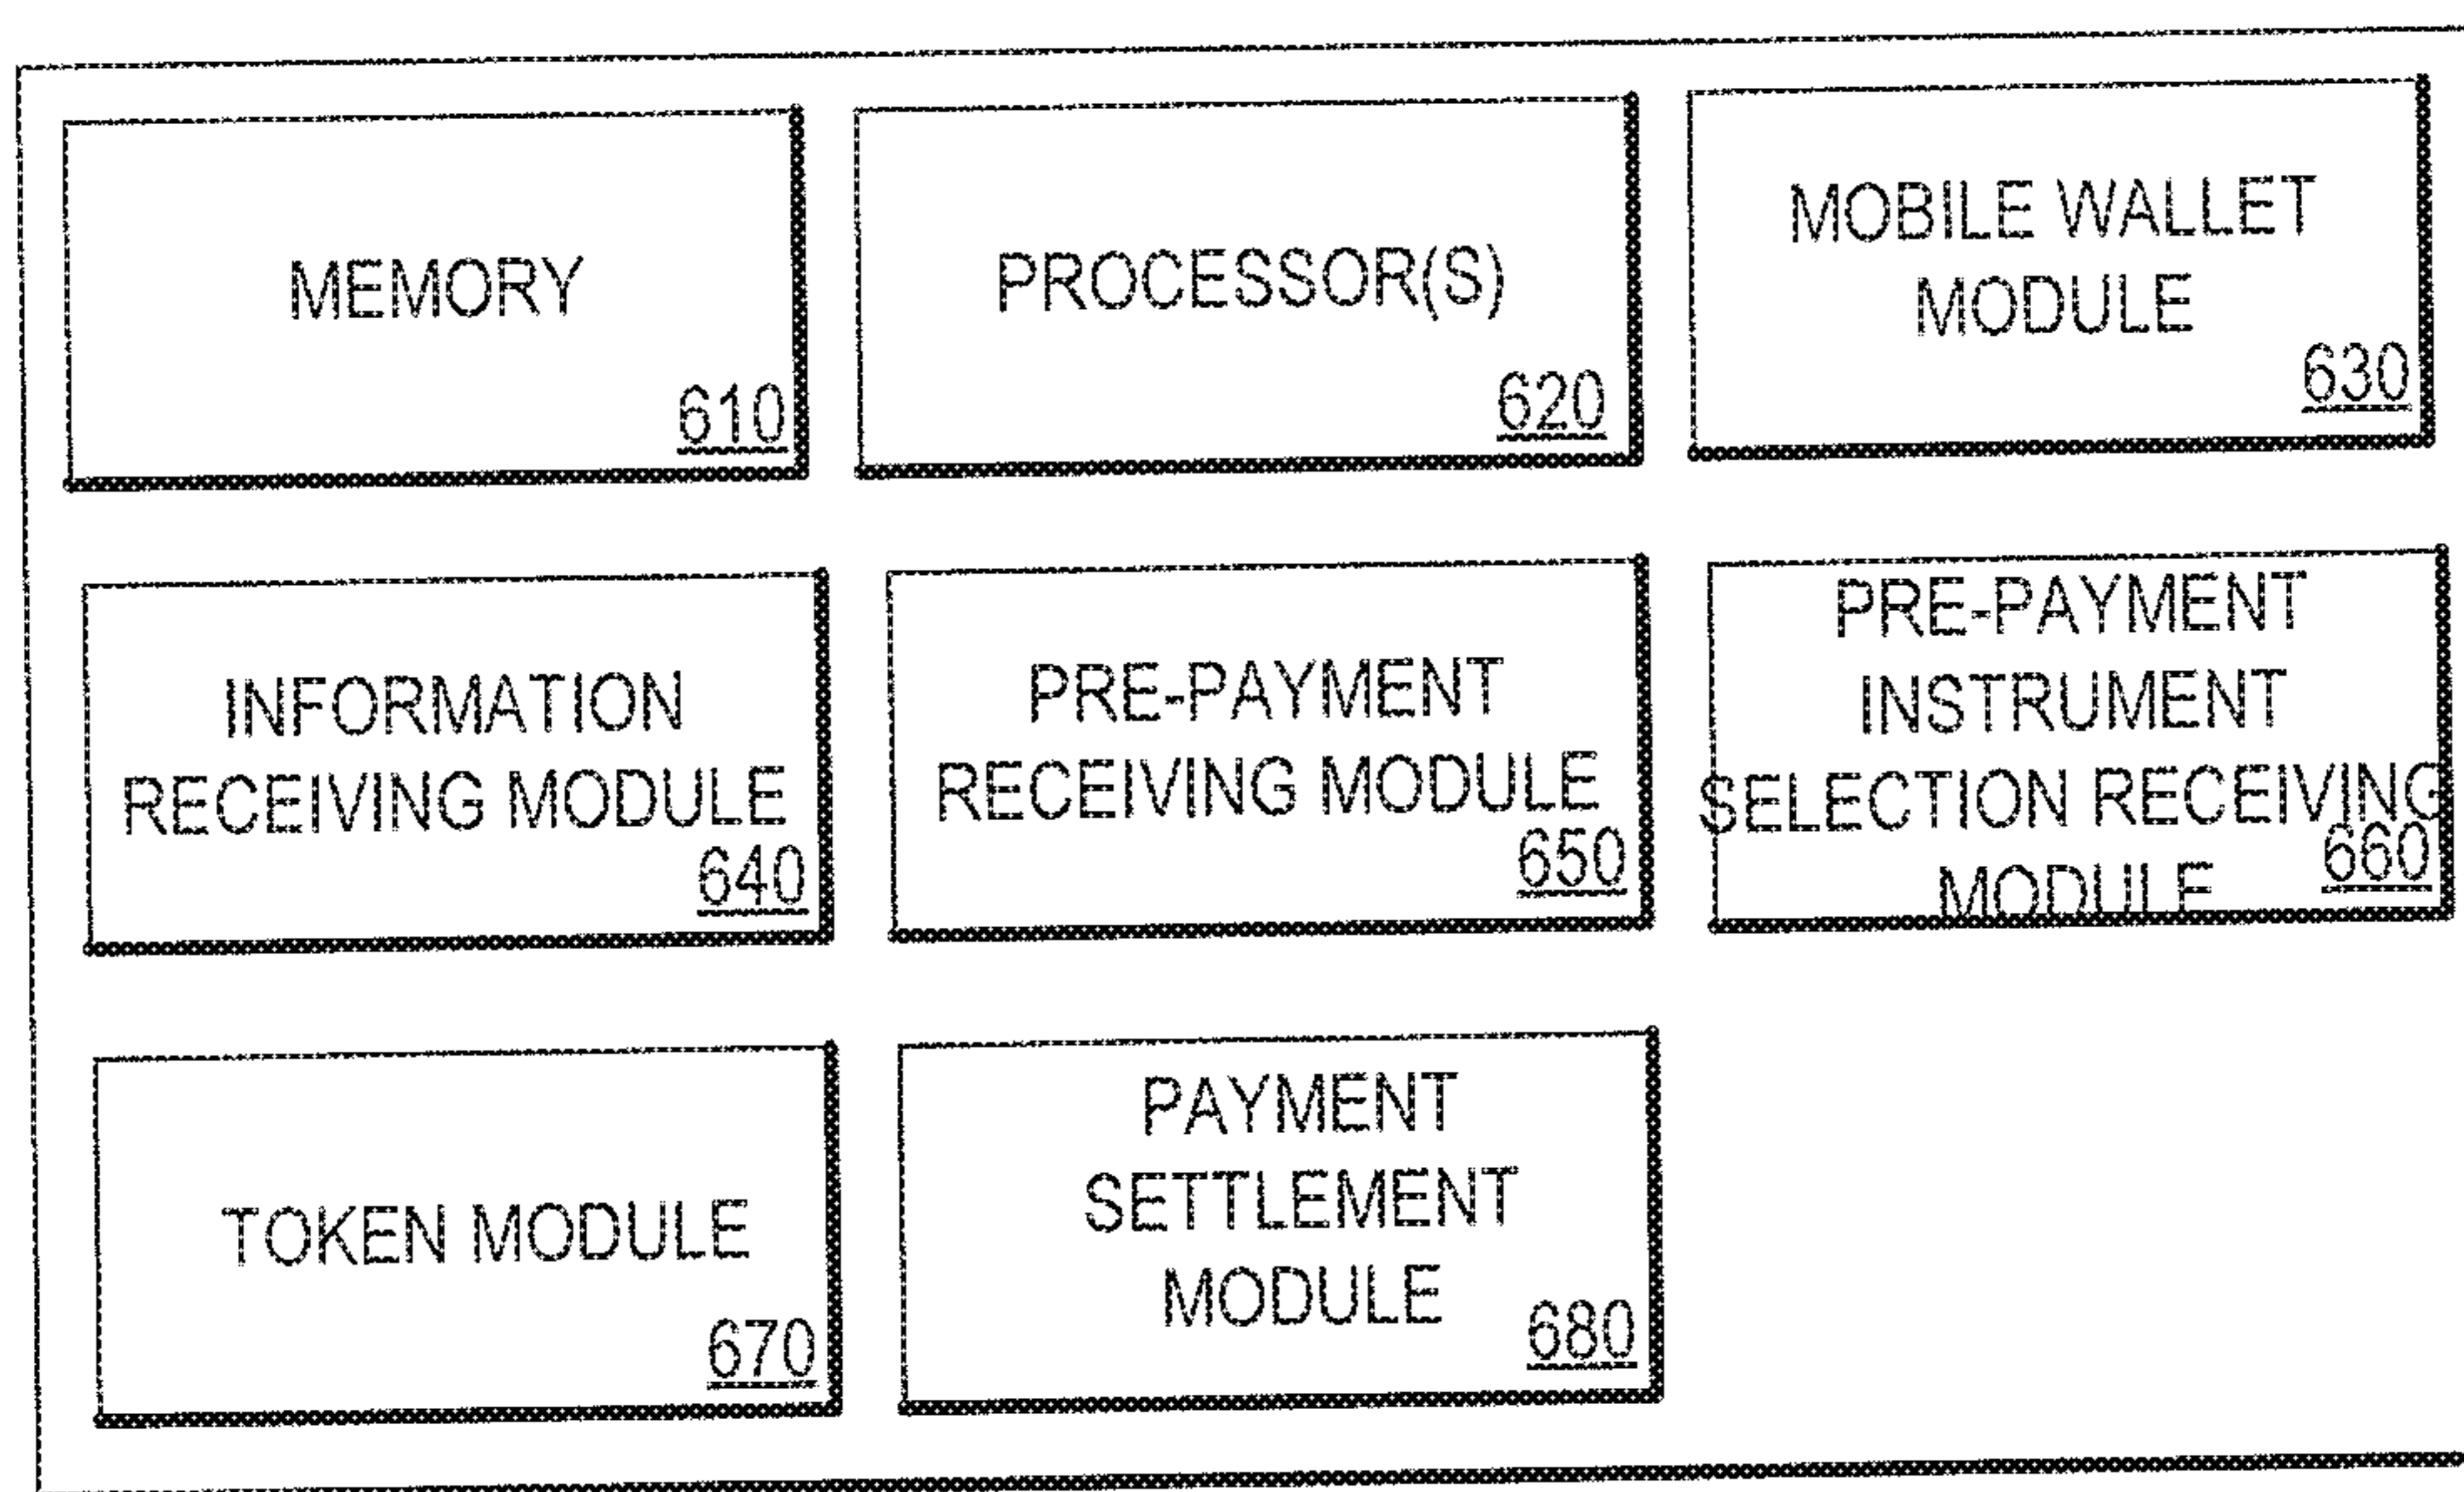 MEMORY
610
PROCESSOR(S)
620
MOBILE WALLET
MODULE
630
INFORMATION
RECEIVING MODULE
640
PRE-PAYMENT
RECEIVING MODULE
650
PRE-PAYMENT
INSTRUMENT
SELECTION RECEIVING
MODULE
660
TOKEN MODULE
670
PAYMENT
SETTLEMENT
MODULE
680